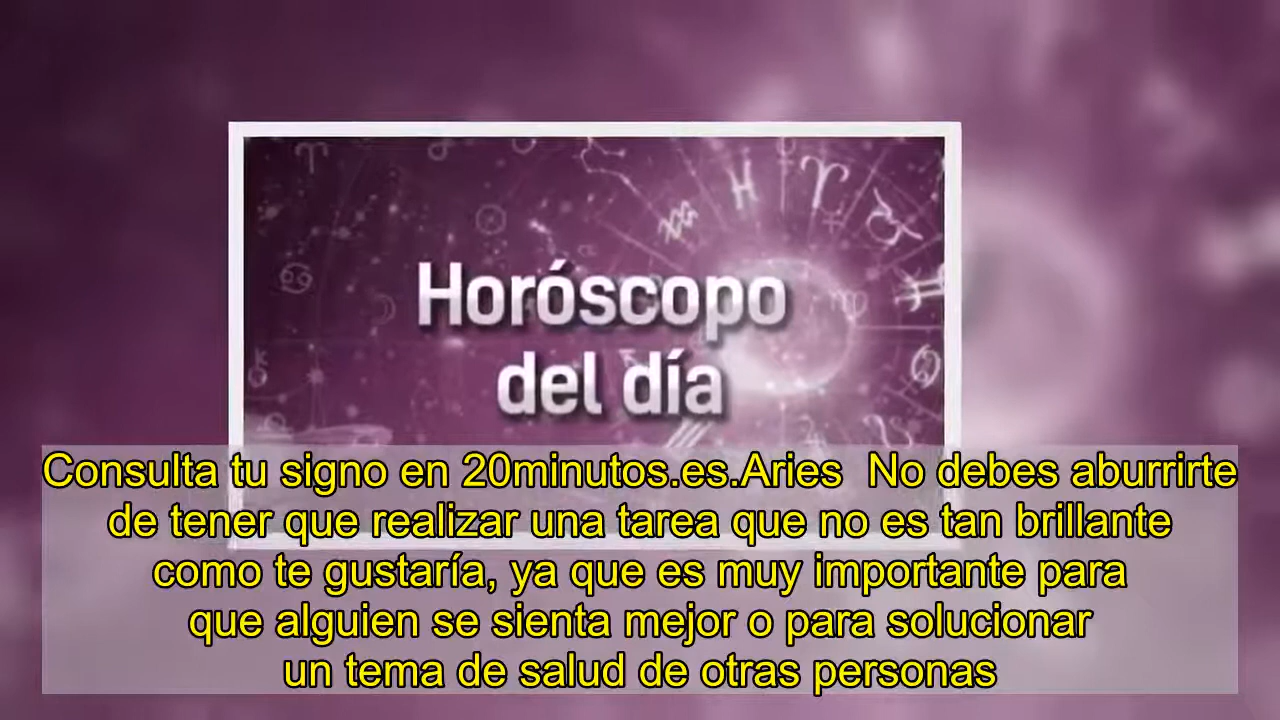 Horóscopo
del día
Consulta tu signo en 20minutos.es.Aries  No debes aburrirte
de tener que realizar una tarea que no es tan brillante
como te gustaría, ya que es muy importante para
que alguien se sienta mejor o para solucionar
un tema de salud de otras personas